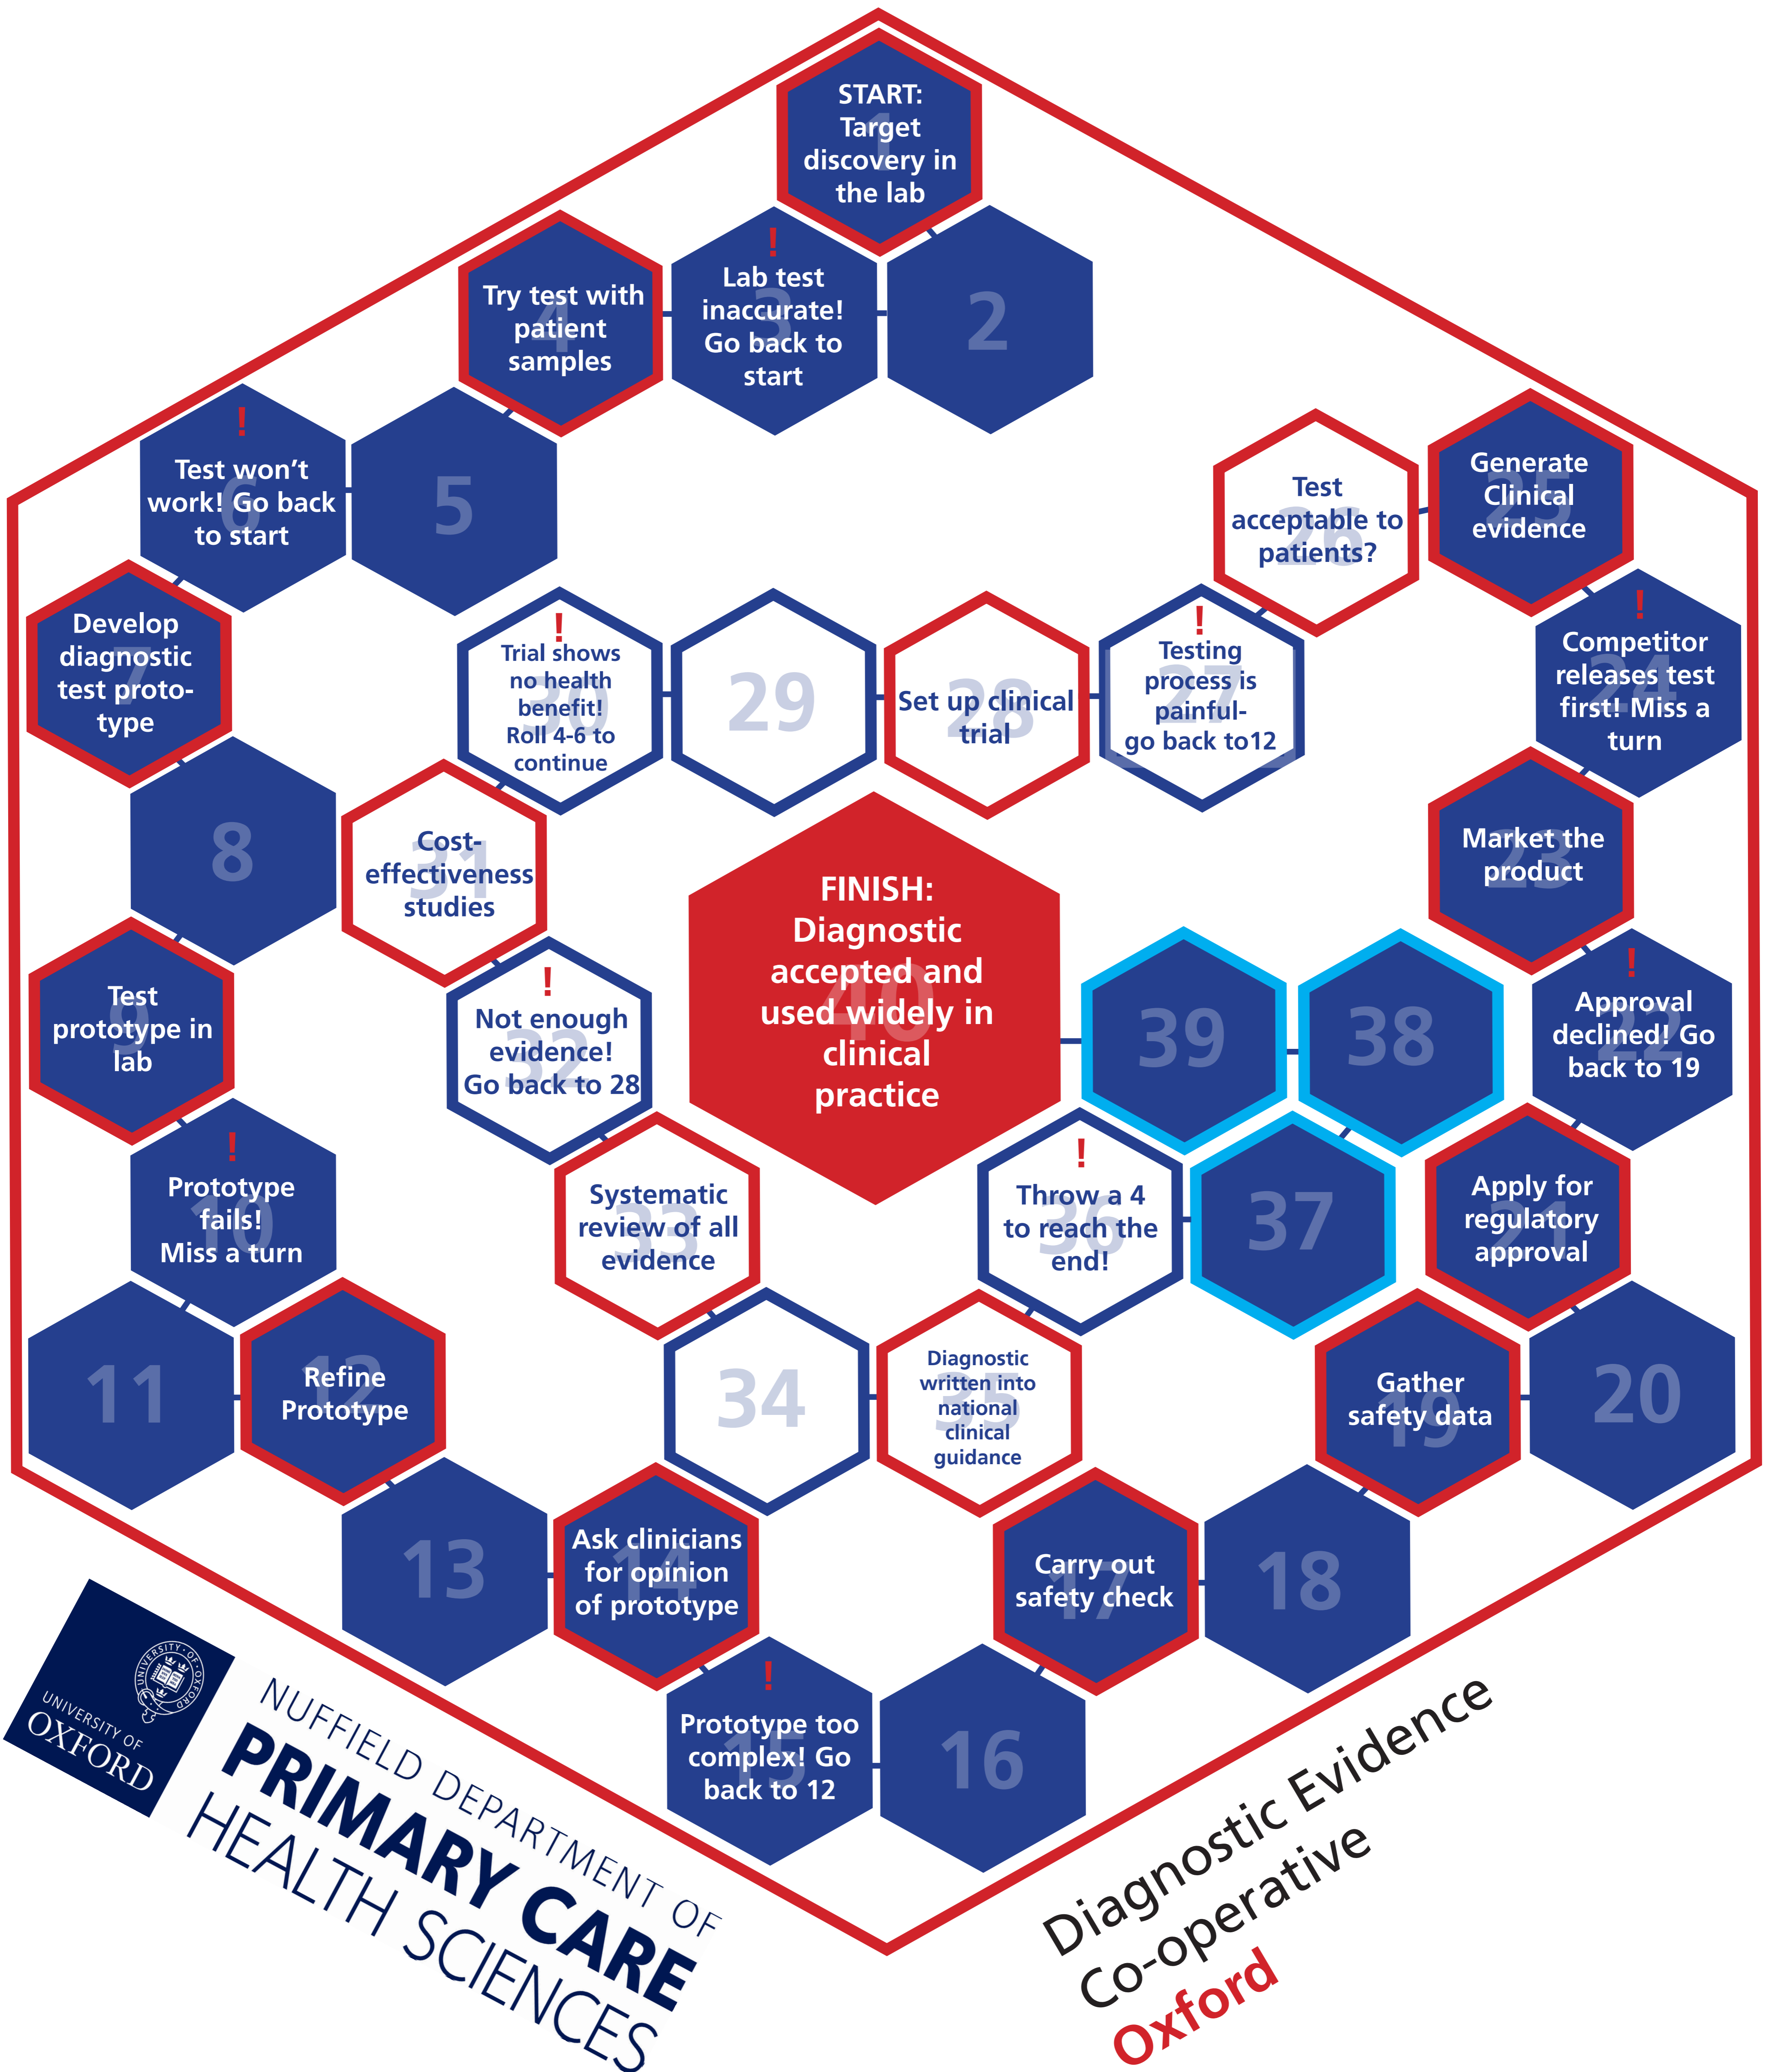 START:
Target
discovery in
the lab
1
2
!
Lab test
inaccurate!
Go back to
start
3
Try test with
patient
samples
4
5
!
Test won't
work! Go back
to start
6
Develop
diagnostic
test proto-
type
7
8
Test
prototype in
lab
9
!
Prototype
fails!
Miss a turn
10
11
Refine
Prototype
12
13
Ask clinicians
for opinion
of prototype
14
!
Prototype too
complex! Go
back to 12
15
16
Carry out
safety check
17
18
Gather
safety data
19
20
Apply for
regulatory
approval
21
!
Approval
declined! Go
back to 19
22
Market the
product
23
!
Competitor
releases test
first! Miss a
turn
24
Generate
Clinical
evidence
25
Test
acceptable to
patients?
26
!
Testing
process is
painful-
go back to12
27
Set up clinical
trial
28
29
!
Trial shows
no health
benefit!
Roll 4-6 to
continue
30
Cost-
effectiveness
studies
31
!
Not enough
evidence!
Go back to 28
32
Systematic
review of all
evidence
33
34
Diagnostic
written into
national
clinical
guidance
35
!
Throw a 4
to reach the
end!
36
37
38
39
FINISH:
Diagnostic
accepted and
used widely in
clinical
practice
40
UNIVERSITY OF OXFORD
UNIVERSITY OF
OXFORD
NUFFIELD DEPARTMENT OF
PRIMARY CARE
HEALTH SCIENCES
Diagnostic Evidence
Co-operative
Oxford